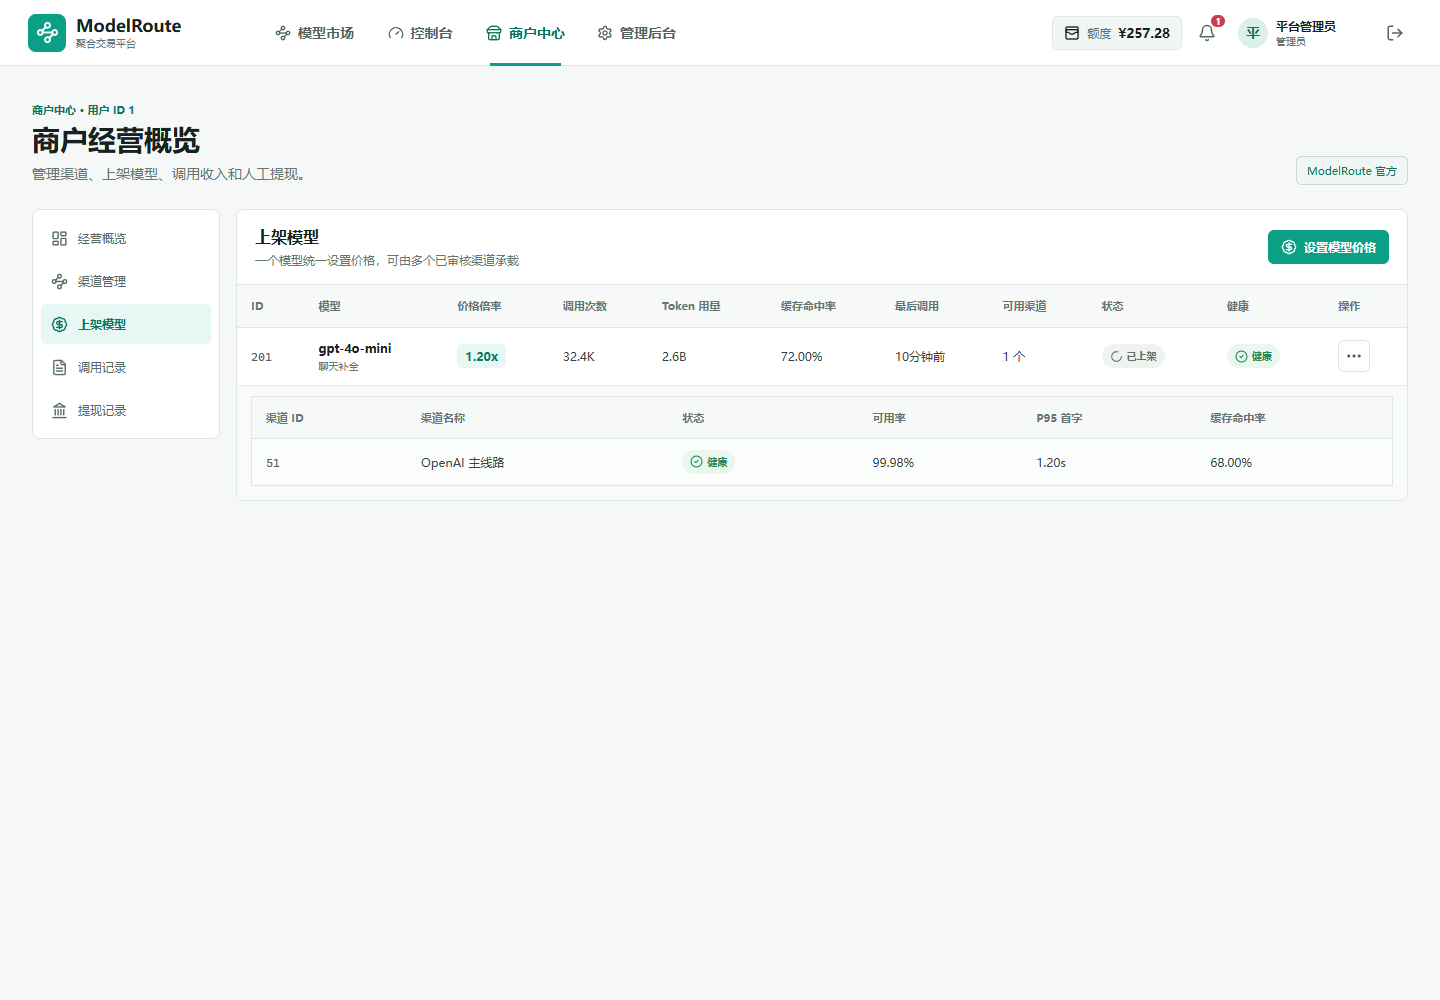 ModelRoute
聚合交易平台
模型市场
控制台
商户中心
管理后台
额度 ¥257.28
1
平
平台管理员
管理员
商户中心 • 用户 ID 1
商户经营概览
管理渠道、上架模型、调用收入和人工提现。
ModelRoute 官方
经营概览
渠道管理
上架模型
调用记录
提现记录
上架模型
一个模型统一设置价格，可由多个已审核渠道承载
设置模型价格
ID 模型 价格倍率 调用次数 Token 用量 缓存命中率 最后调用 可用渠道 状态 健康 操作
201 gpt-4o-mini 1.20x 32.4K 2.6B 72.00% 10分钟前 1 个 已上架 健康
聊天补全
渠道 ID 渠道名称 状态 可用率 P95 首字 缓存命中率
51 OpenAI 主线路 健康 99.98% 1.20s 68.00%